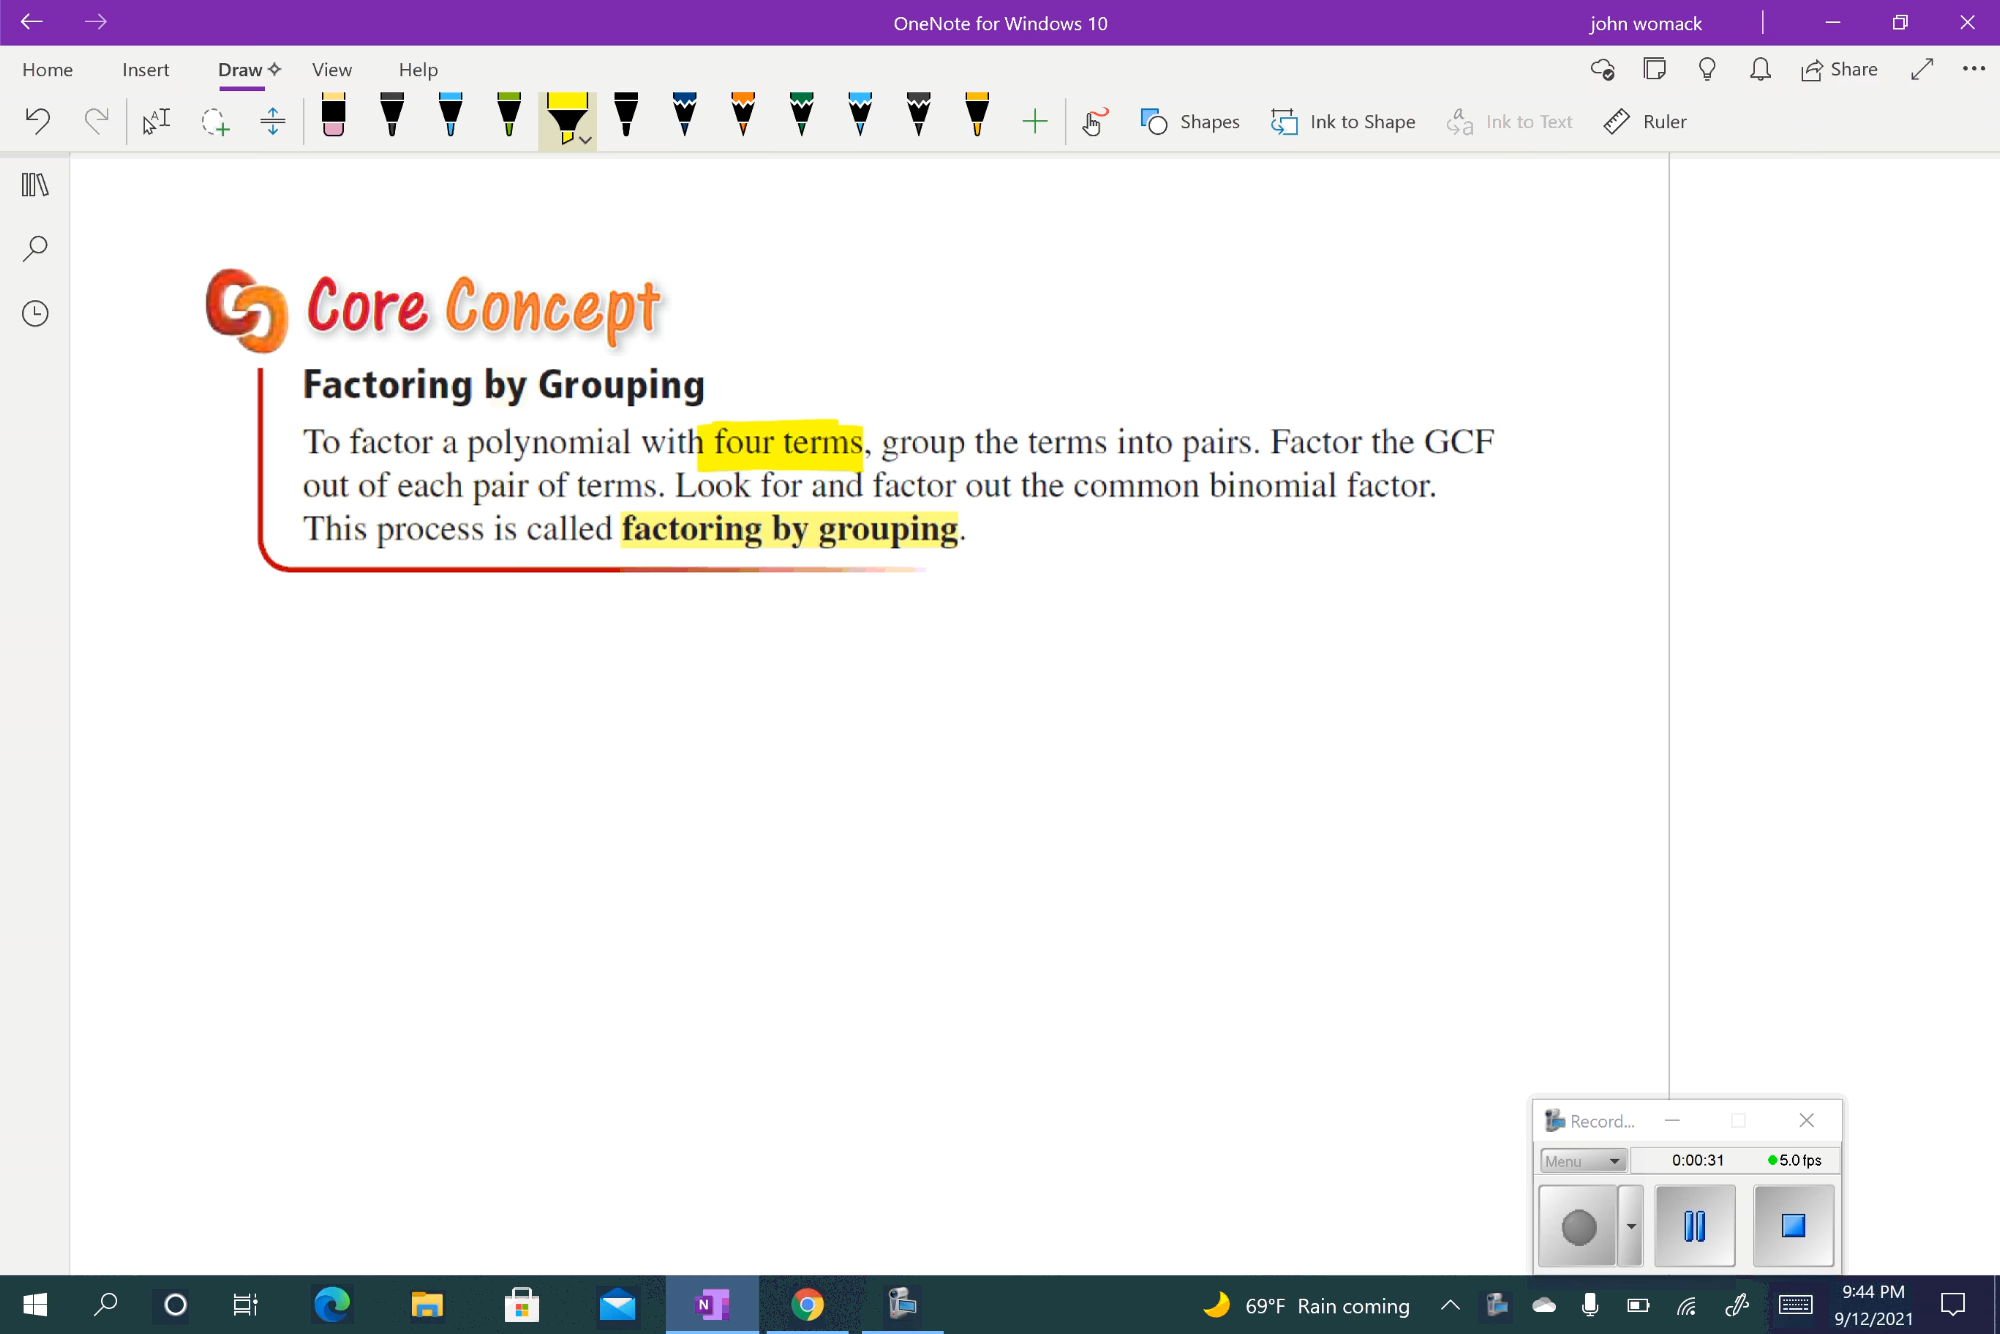 OneNote for Windows 10
john womack
Home Insert Draw View Help
Share
Shapes Ink to Shape Ink to Text Ruler
Core Concept
Factoring by Grouping
To factor a polynomial with four terms, group the terms into pairs. Factor the GCF
out of each pair of terms. Look for and factor out the common binomial factor.
This process is called factoring by grouping.
Record...
Menu 0:00:31 5.0 fps
69°F Rain coming
9:44 PM
9/12/2021